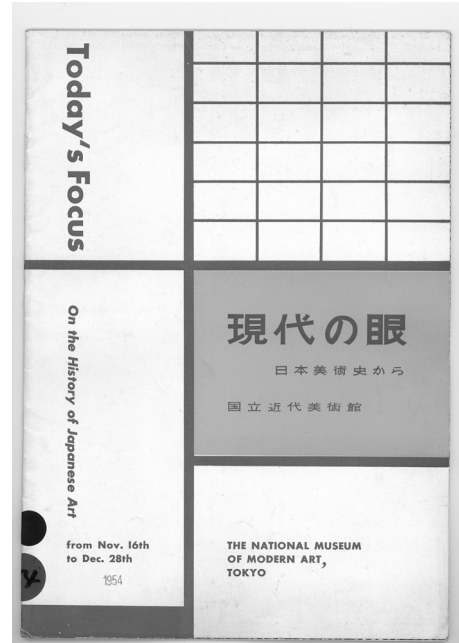 Today's Focus
On the History of Japanese Art
from Nov. 16th
to Dec. 28th
1954
現代の眼
日本美術史から
国立近代美術館
THE NATIONAL MUSEUM
OF MODERN ART,
TOKYO